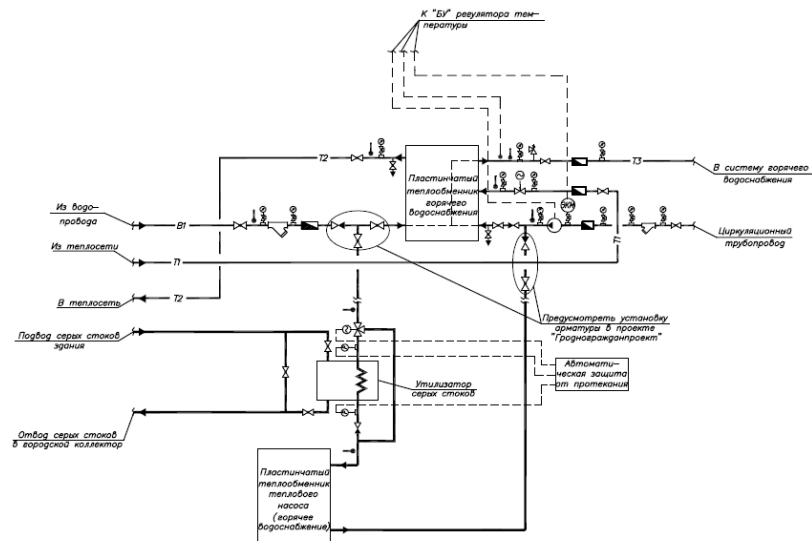 К "БУ" регулятора тем-
пературы
Т2
Т3
В систему горячего
водоснабжения
Пластинчатый
теплообменник
горячего
водоснабжения
Из водо-
провода
В1
ЭКМ
Т1
Циркуляционный
трубопровод
Из теплосети
Т1
Т2
В теплосеть
Предусмотреть установку
арматуры в проекте
"Гродногражданпроект"
Подвод серых стоков
здания
Автомати-
ческая защита
от протекания
Утилизатор
серых стоков
Отвод серых стоков
в городской коллектор
Пластинчатый
теплообменник
теплового
насоса
(горячее
водоснабжение)